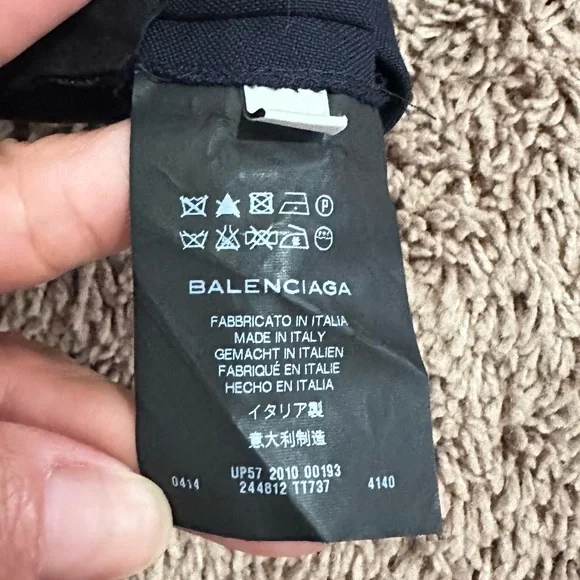 P
BALENCIAGA
FABBRICATO IN ITALIA
MADE IN ITALY
GEMACHT IN ITALIEN
FABRIQUÉ EN ITALIE
HECHO EN ITALIA
イタリア製
意大利制造
UP57 2010 00193
0414 244812 TT737 4140